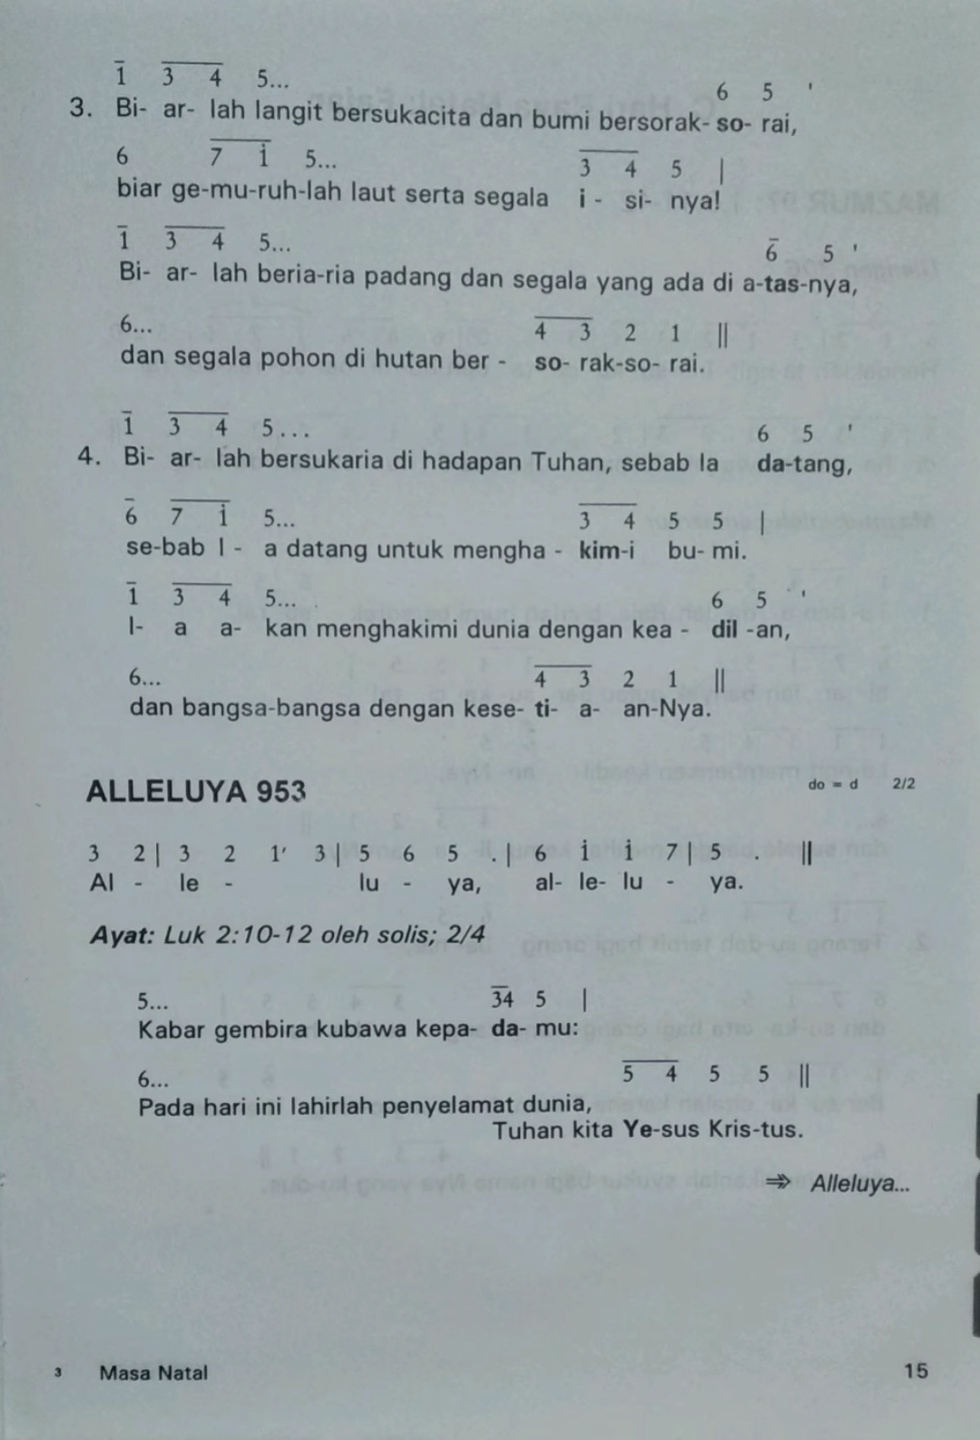 1̅ 3̅ 4̅ 5... 6 5 '
3. Bi- ar- lah langit bersukacita dan bumi bersorak- so- rai,
6 7̅ i̅ 5... 3̅ 4̅ 5 |
biar ge-mu-ruh-lah laut serta segala i - si- nya!
1̅ 3̅ 4̅ 5... 6̅ 5 '
Bi- ar- lah beria-ria padang dan segala yang ada di a-tas-nya,
6... 4̅ 3̅ 2 1 ||
dan segala pohon di hutan ber - so- rak-so- rai.
1̅ 3̅ 4̅ 5... 6 5 '
4. Bi- ar- lah bersukaria di hadapan Tuhan, sebab Ia da-tang,
6̅ 7̅ i̅ 5... 3̅ 4̅ 5 5 |
se-bab I - a datang untuk mengha - kim-i bu- mi.
1̅ 3̅ 4̅ 5... 6 5 '
I- a a- kan menghakimi dunia dengan kea - dil -an,
6... 4̅ 3̅ 2 1 ||
dan bangsa-bangsa dengan kese- ti- a- an-Nya.
ALLELUYA 953 do = d 2/2
3 2 | 3 2 1' 3 | 5 6 5 . | 6 i i 7 | 5 . ||
Al - le - lu - ya, al- le- lu - ya.
Ayat: Luk 2:10-12 oleh solis; 2/4
5... 3̅4 5 |
Kabar gembira kubawa kepa- da- mu:
6... 5̅ 4̅ 5 5 ||
Pada hari ini lahirlah penyelamat dunia,
Tuhan kita Ye-sus Kris-tus.
⇒ Alleluya...
3 Masa Natal 15